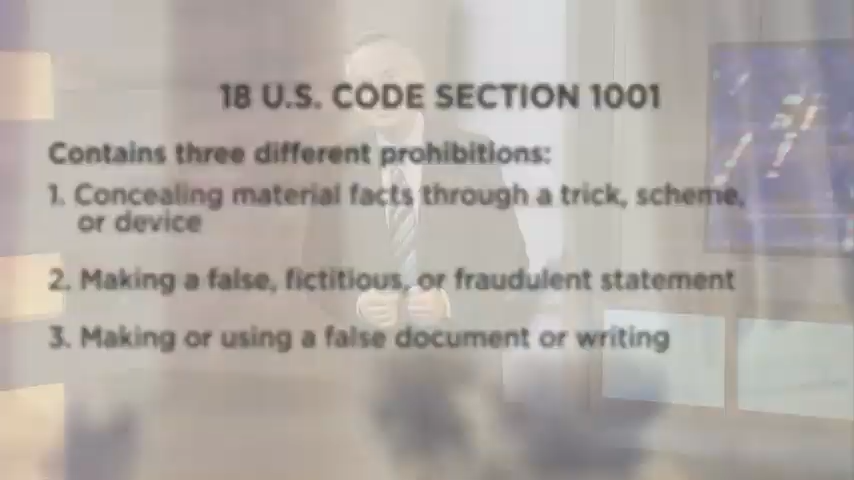 18 U.S. CODE SECTION 1001
Contains three different prohibitions:
1. Concealing material facts through a trick, scheme,
or device
2. Making a false, fictitious, or fraudulent statement
3. Making or using a false document or writing